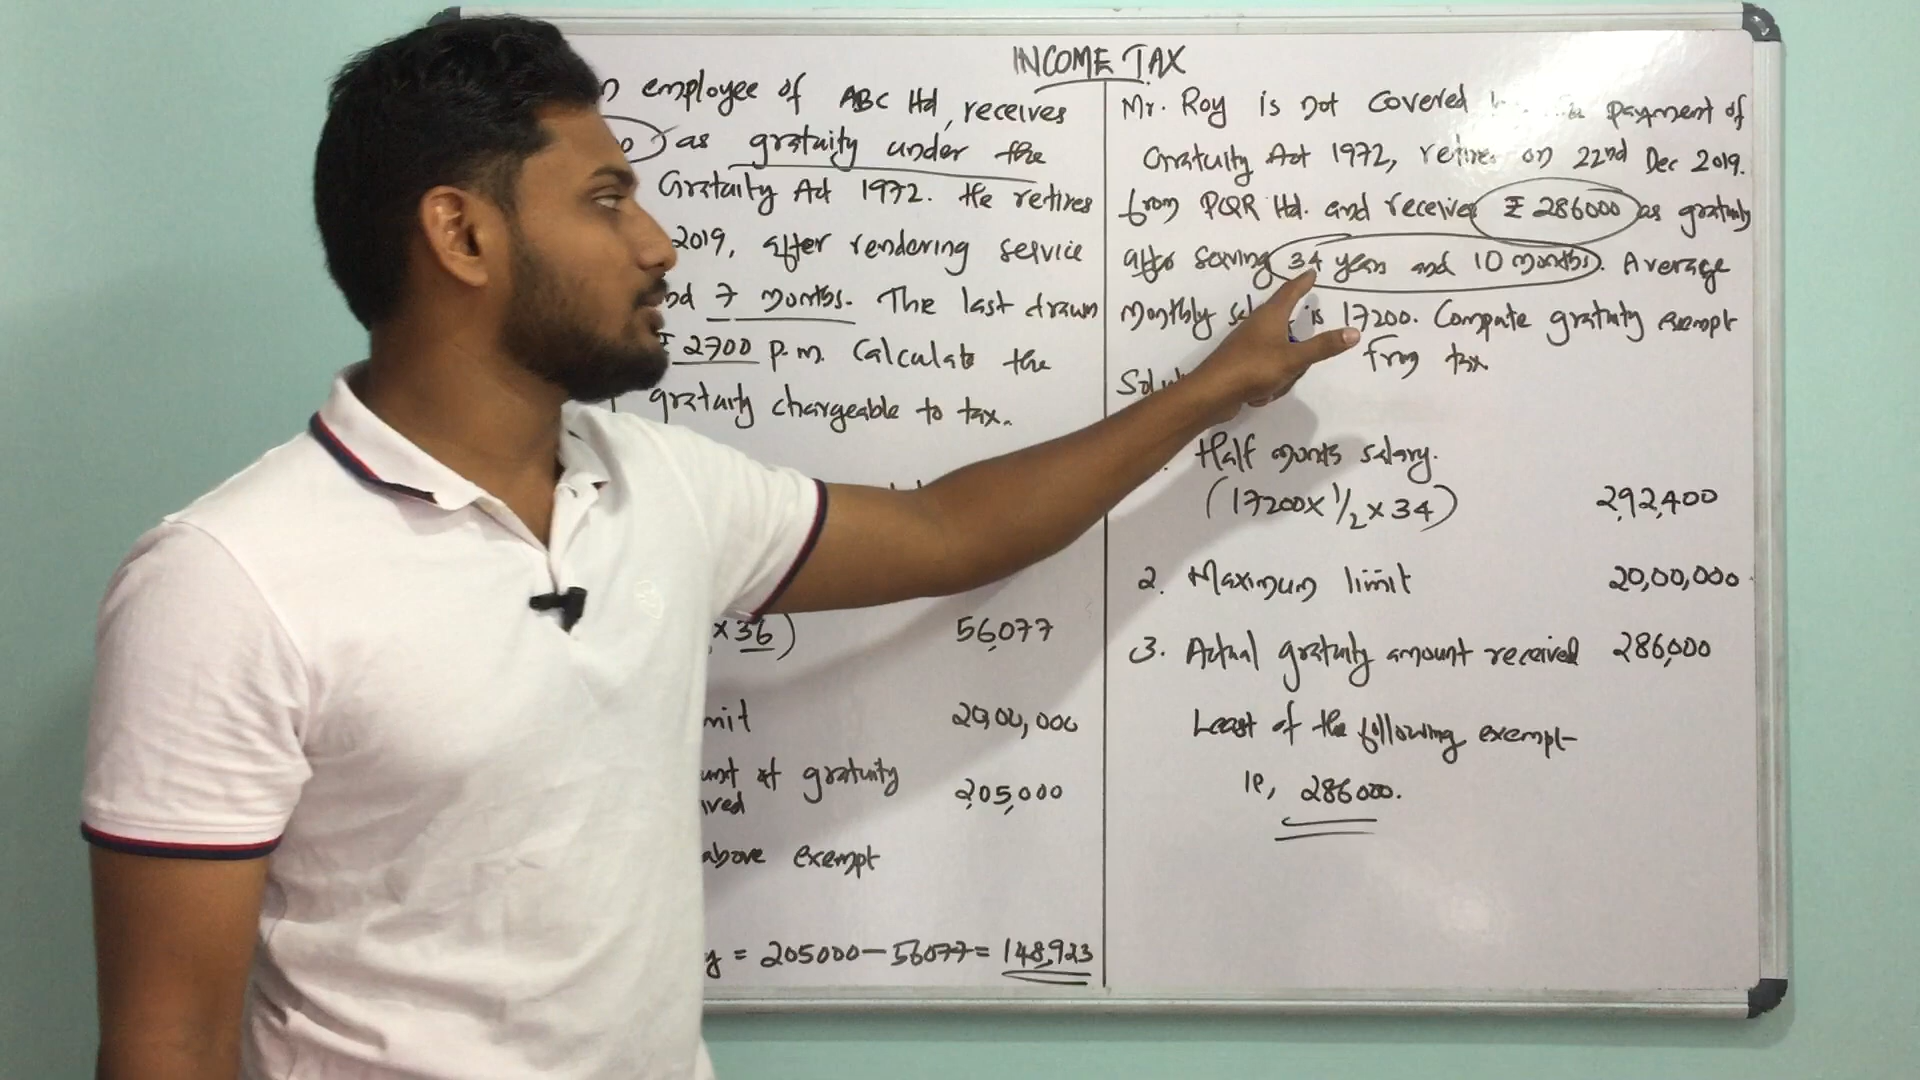 INCOME TAX
employee of ABC ltd, receives
as gratuity under the
Gratuity Act 1972. He retires
2019, after rendering service
7 months. The last drawn
₹ 2700 p.m. Calculate the
gratuity chargeable to tax.
×36) 56,077
20,00,000
of gratuity 2,05,000
above exempt
y = 205000 - 56077 = 148,923
Mr. Roy is not Covered payment of
Gratuity Act 1972, retires on 22nd Dec 2019.
from PQR ltd. and receives ₹ 286000 as gratuity
after serving 34 years and 10 months. Average
monthly is 17200. Compute gratuity exempt
from tax
Half months salary.
(17200 × 1/2 × 34) 2,92,400
2. Maximum limit 20,00,000
3. Actual gratuity amount received 286,000
Least of the following exempt
ie, 286000.